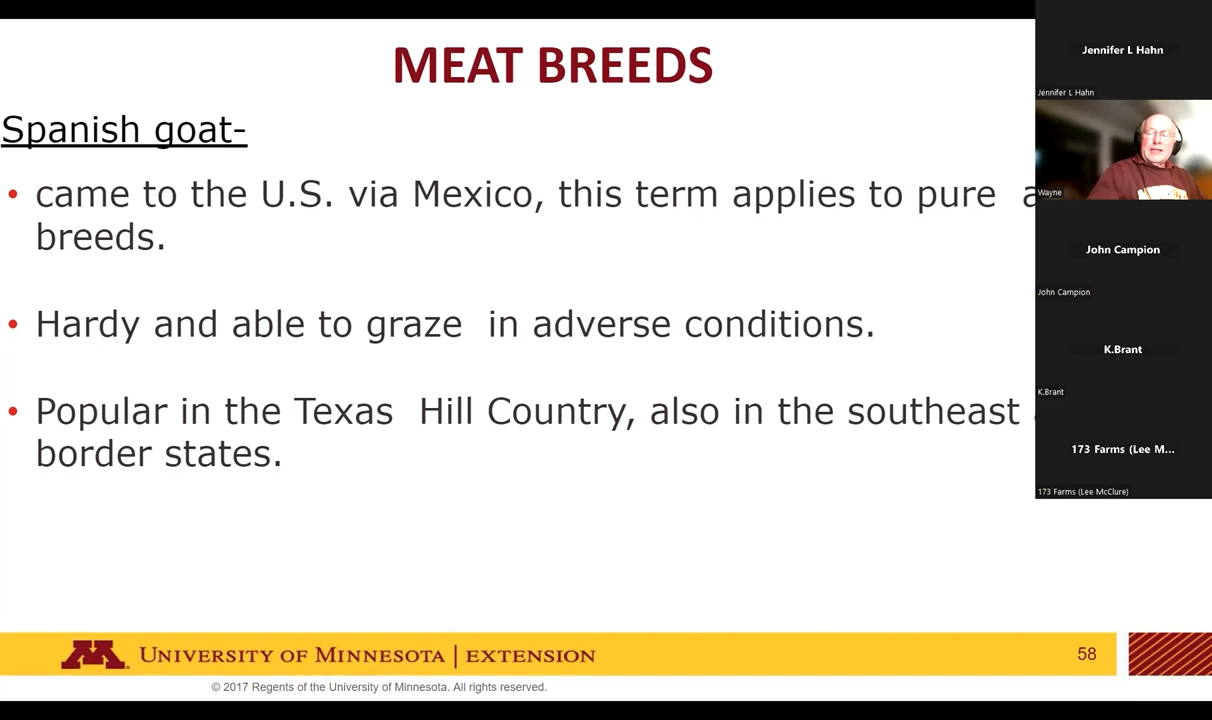 MEAT BREEDS
Spanish goat-
• came to the U.S. via Mexico, this term applies to pure
breeds.
• Hardy and able to graze in adverse conditions.
• Popular in the Texas Hill Country, also in the southeast
border states.
M UNIVERSITY OF MINNESOTA | EXTENSION
58
© 2017 Regents of the University of Minnesota. All rights reserved.
Jennifer L Hahn
Jennifer L Hahn
Wayne
John Campion
John Campion
K.Brant
K.Brant
173 Farms (Lee M...
173 Farms (Lee McClure)